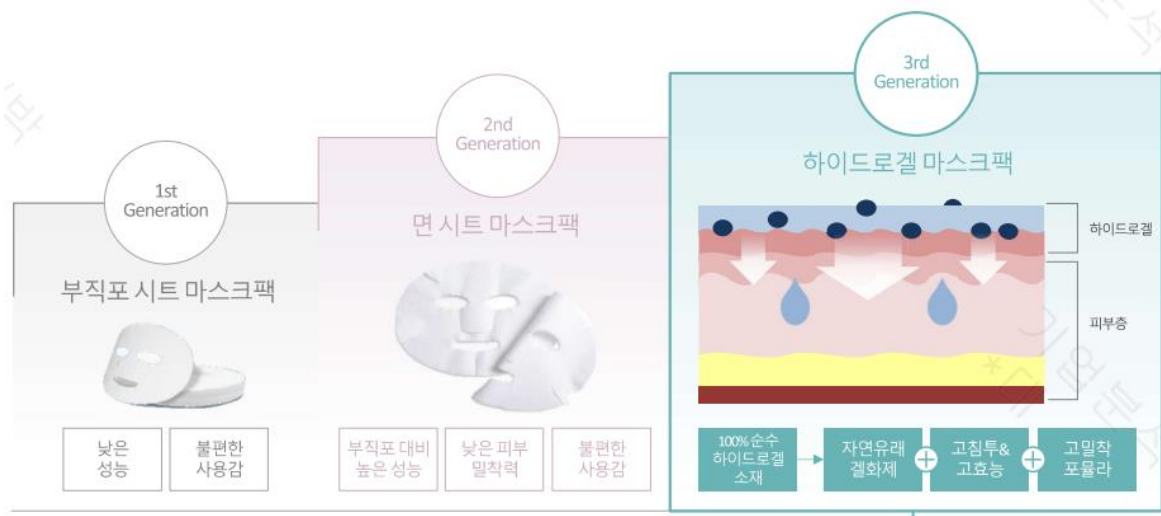 1st
Generation
부직포 시트 마스크팩
낮은
성능
불편한
사용감
2nd
Generation
면 시트 마스크팩
부직포 대비
높은 성능
낮은 피부
밀착력
불편한
사용감
3rd
Generation
하이드로겔 마스크팩
하이드로겔
피부층
100% 순수
하이드로겔
소재
자연유래
겔화제
고침투&
고효능
고밀착
포뮬라